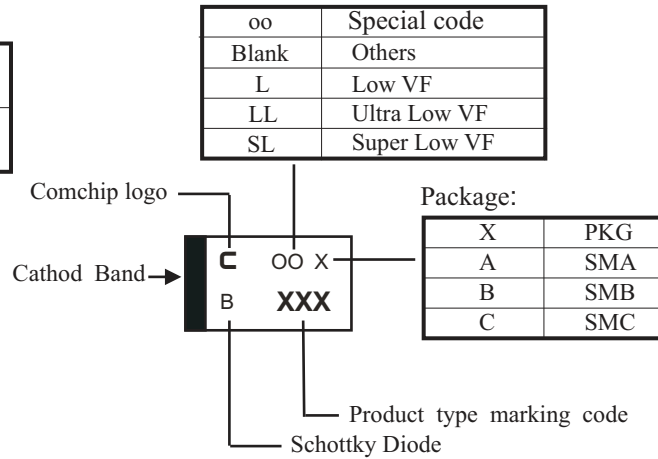 oo Special code
Blank Others
L Low VF
LL Ultra Low VF
SL Super Low VF
Comchip logo
Package:
X PKG
A SMA
B SMB
C SMC
Cathod Band
C OO X
B XXX
Product type marking code
Schottky Diode